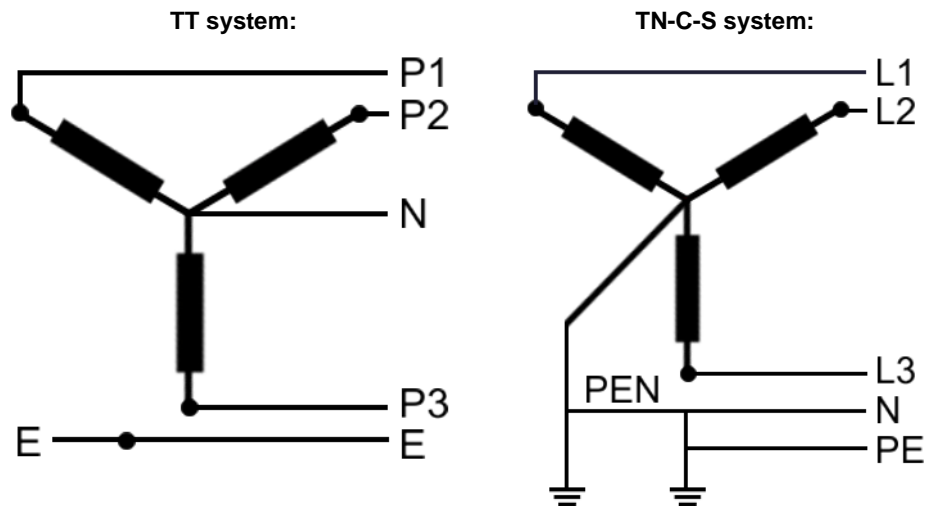 TT system:
P1
P2
N
P3
E
E
TN-C-S system:
L1
L2
L3
PEN
N
PE